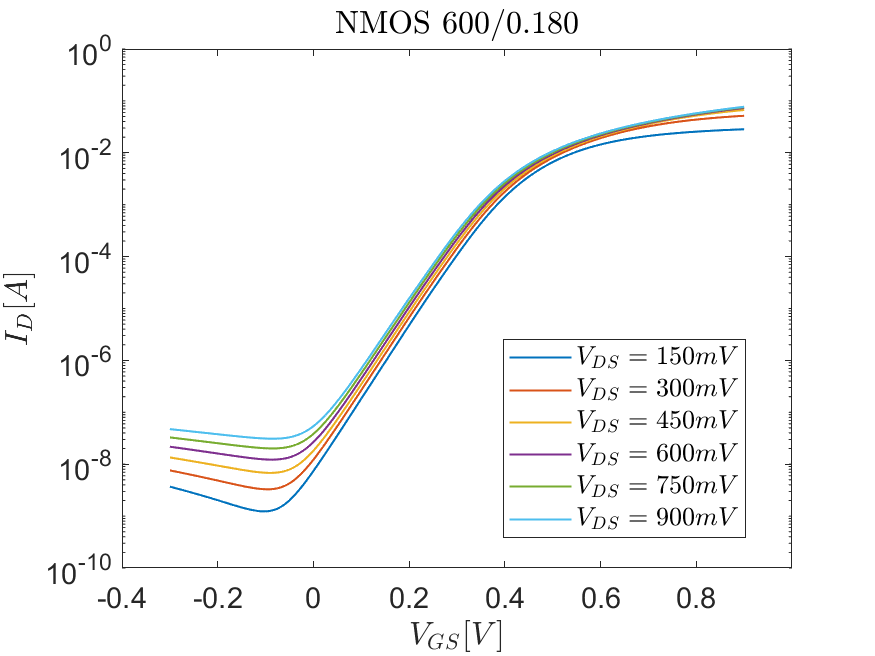 NMOS 600/0.180
10^0
10^-2
10^-4
10^-6
10^-8
10^-10
I_D[A]
-0.4 -0.2 0 0.2 0.4 0.6 0.8
V_GS[V]
V_DS = 150mV
V_DS = 300mV
V_DS = 450mV
V_DS = 600mV
V_DS = 750mV
V_DS = 900mV